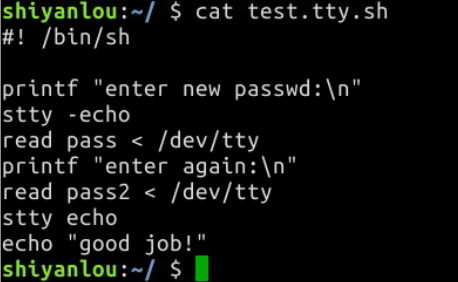 shiyanlou:~/ $ cat test.tty.sh
#! /bin/sh

printf "enter new passwd:\n"
stty -echo
read pass < /dev/tty
printf "enter again:\n"
read pass2 < /dev/tty
stty echo
echo "good job!"
shiyanlou:~/ $